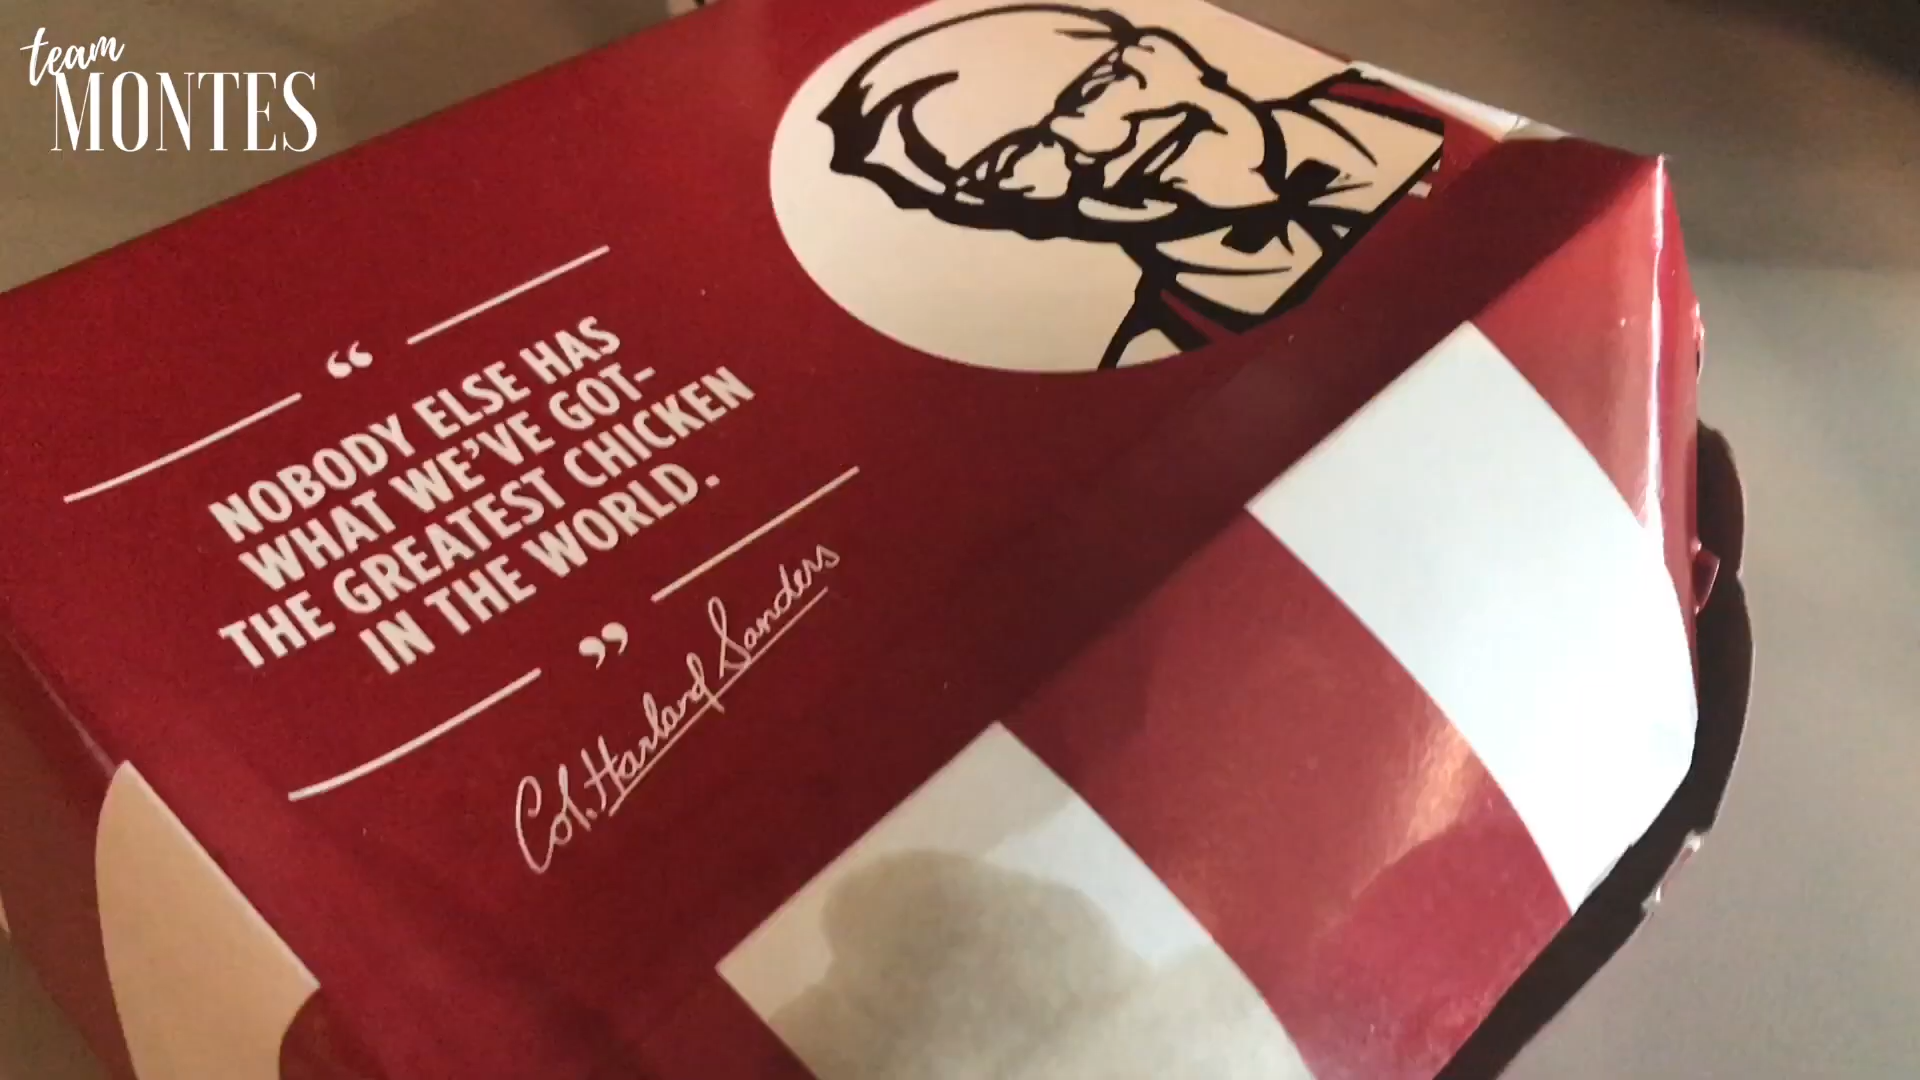 team
MONTES
“
NOBODY ELSE HAS
WHAT WE’VE GOT-
THE GREATEST CHICKEN
IN THE WORLD.
”
Col. Harland Sanders